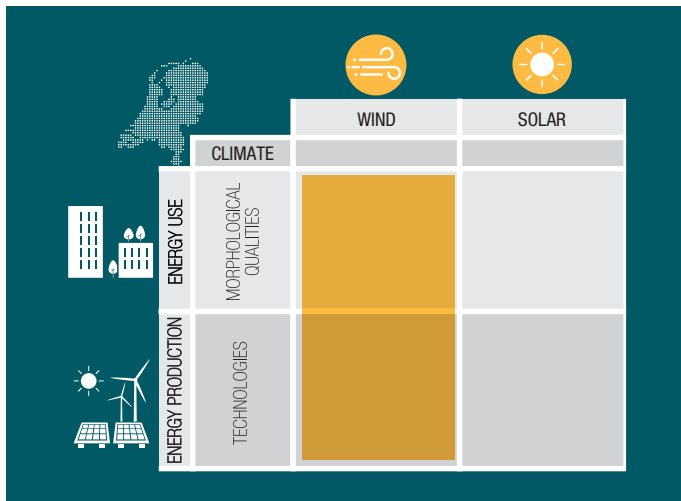 WIND
SOLAR
CLIMATE
ENERGY USE
MORPHOLOGICAL
QUALITIES
ENERGY PRODUCTION
TECHNOLOGIES